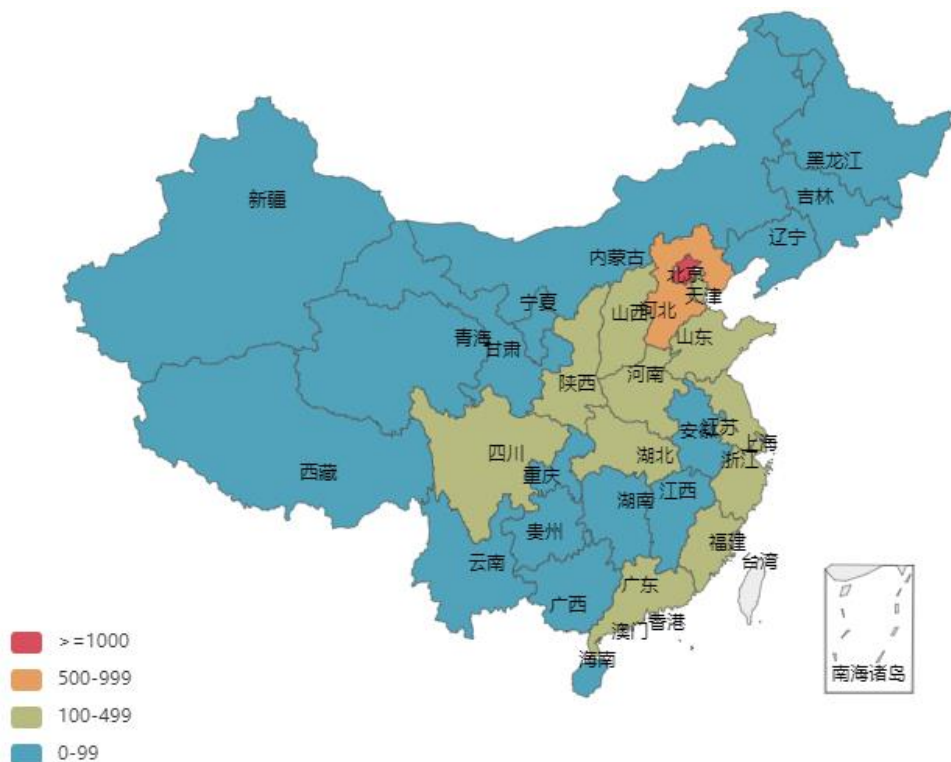 黑龙江
吉林
新疆
辽宁
内蒙古
北京
天津
宁夏
山西
河北
青海
甘肃
山东
陕西
河南
安徽
江苏
上海
四川
湖北
浙江
西藏
重庆
湖南
江西
贵州
福建
云南
台湾
广东
广西
香港
澳门
海南
南海诸岛
>=1000
500-999
100-499
0-99